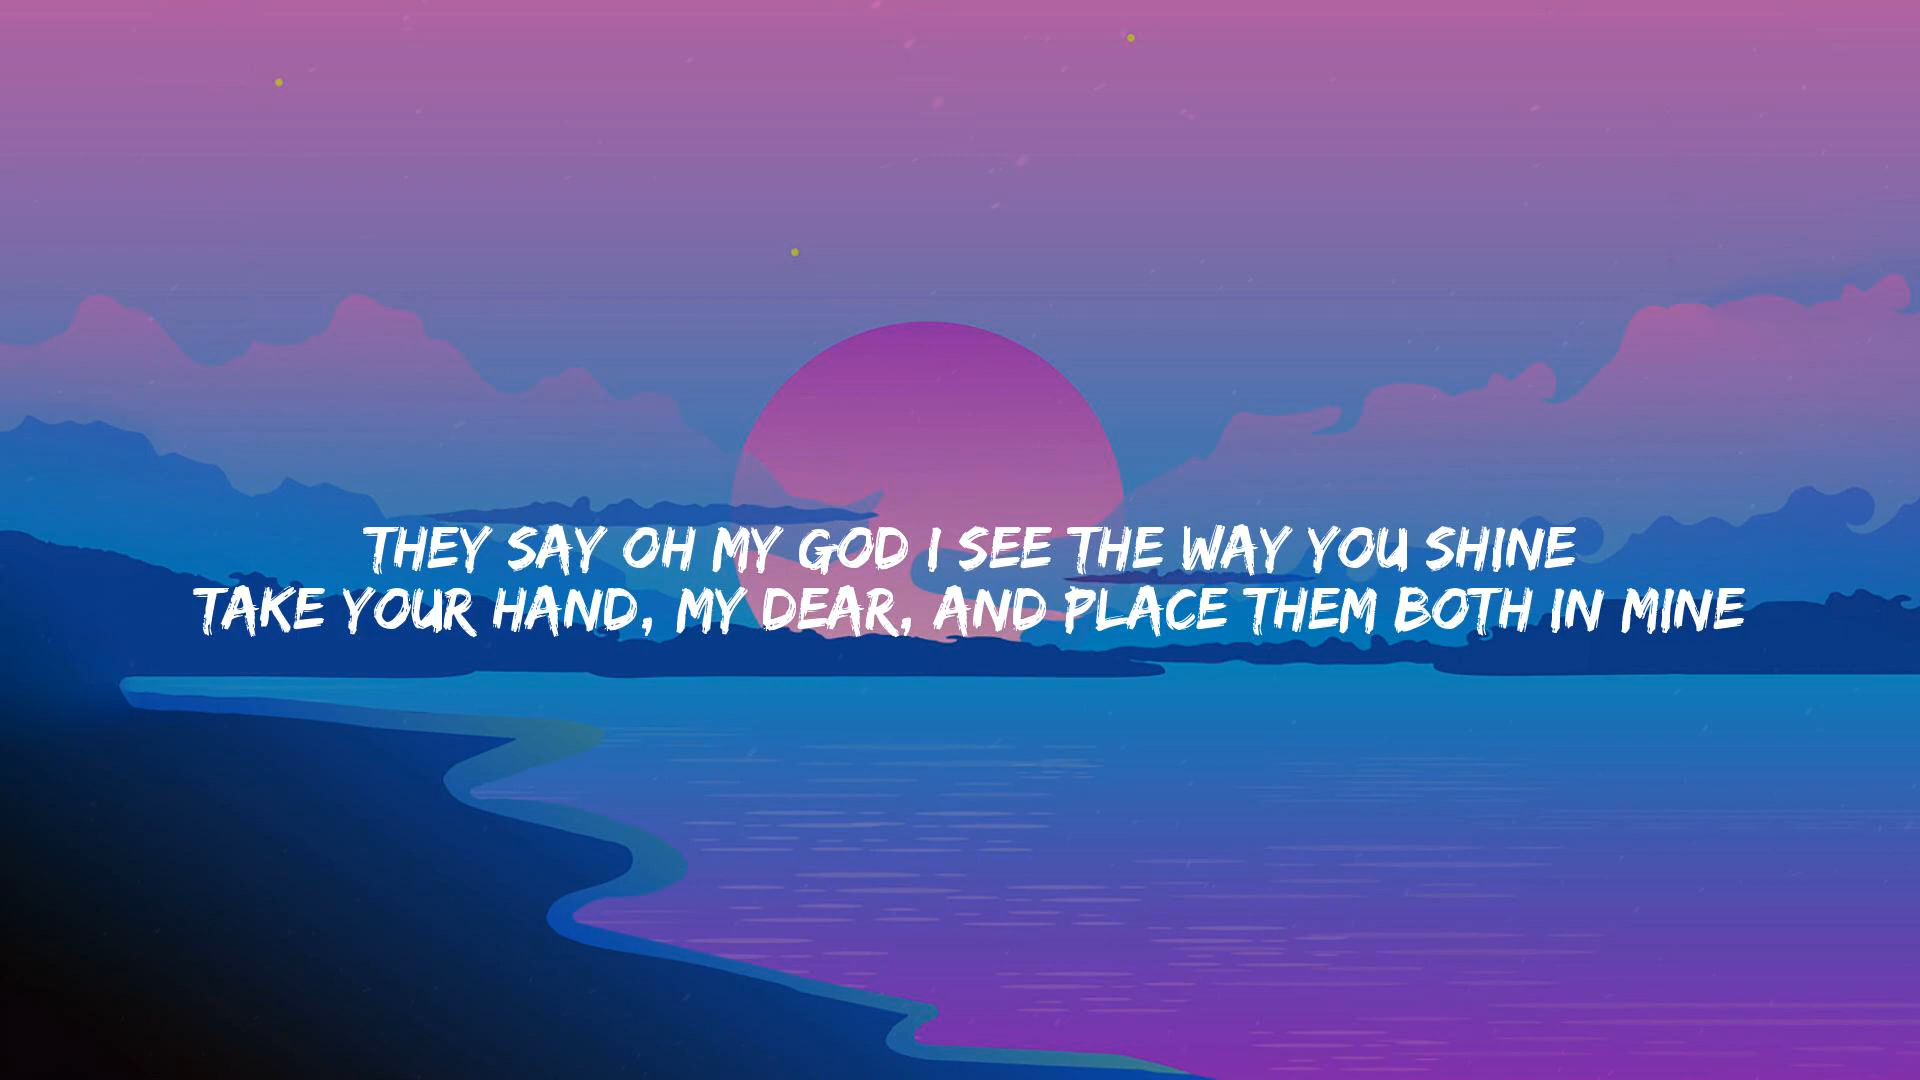 THEY SAY OH MY GOD I SEE THE WAY YOU SHINE
TAKE YOUR HAND, MY DEAR, AND PLACE THEM BOTH IN MINE